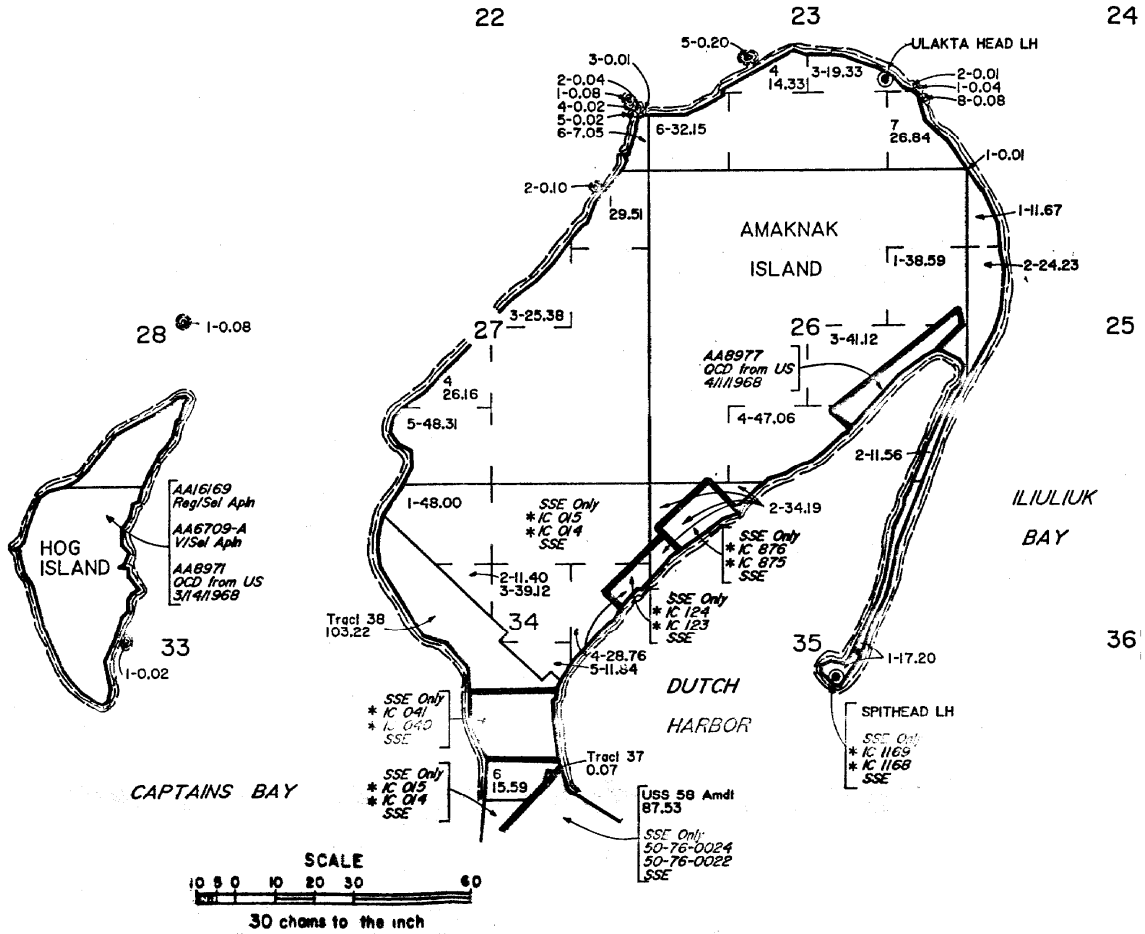 22
23
24
5-0.20
ULAKTA HEAD LH
3-0.01
4
14.33
3-19.33
2-0.04
1-0.08
4-0.02
5-0.02
6-7.05
2-0.01
1-0.04
8-0.08
6-32.15
7
26.84
1-0.01
2-0.10
1
29.51
1-11.67
AMAKNAK
ISLAND
1-38.59
2-24.23
28
1-0.08
3-25.38
27
26
25
3-41.12
AA8977
QCD from US
4/11/1968
4
26.16
5-48.31
4-47.06
2-11.56
AA16169
Reg/Sel Apln
AA6709-A
V/Sel Apln
AA8971
QCD from US
3/14/1968
HOG
ISLAND
1-48.00
SSE Only
* IC 015
* IC 014
SSE
2-34.19
ILIULIUK
BAY
SSE Only
* IC 876
* IC 875
SSE
2-11.40
3-39.12
SSE Only
* IC 124
* IC 123
SSE
Tract 38
103.22
34
33
1-0.02
35
36
4-28.76
5-11.84
1-17.20
DUTCH
HARBOR
SSE Only
* IC 041
* IC 040
SSE
SPITHEAD LH
SSE Only
* IC 1169
* IC 1168
SSE
Tract 37
0.07
CAPTAINS BAY
SSE Only
* IC 015
* IC 014
SSE
6
15.59
USS 58 Amdt
87.53
SSE Only
50-76-0024
50-76-0022
SSE
SCALE
10 5 0 10 20 30 60
30 chains to the inch